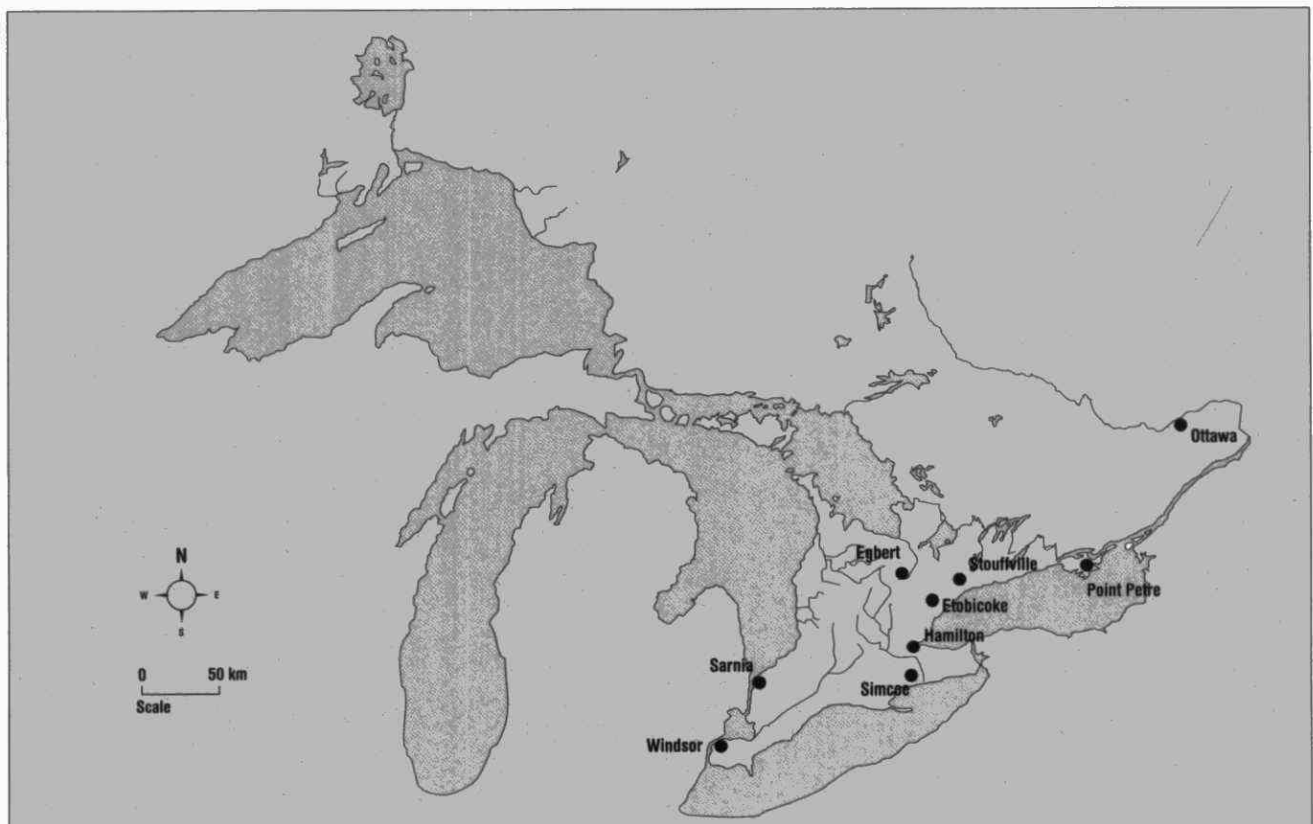 Ottawa
Egbert
Stouffville
Point Petre
Etobicoke
Hamilton
Sarnia
Simcoe
Windsor
N
W E
S
0 50 km
Scale